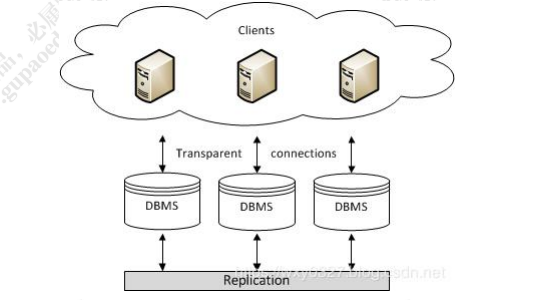 Clients
Transparent connections
DBMS DBMS DBMS
Replication